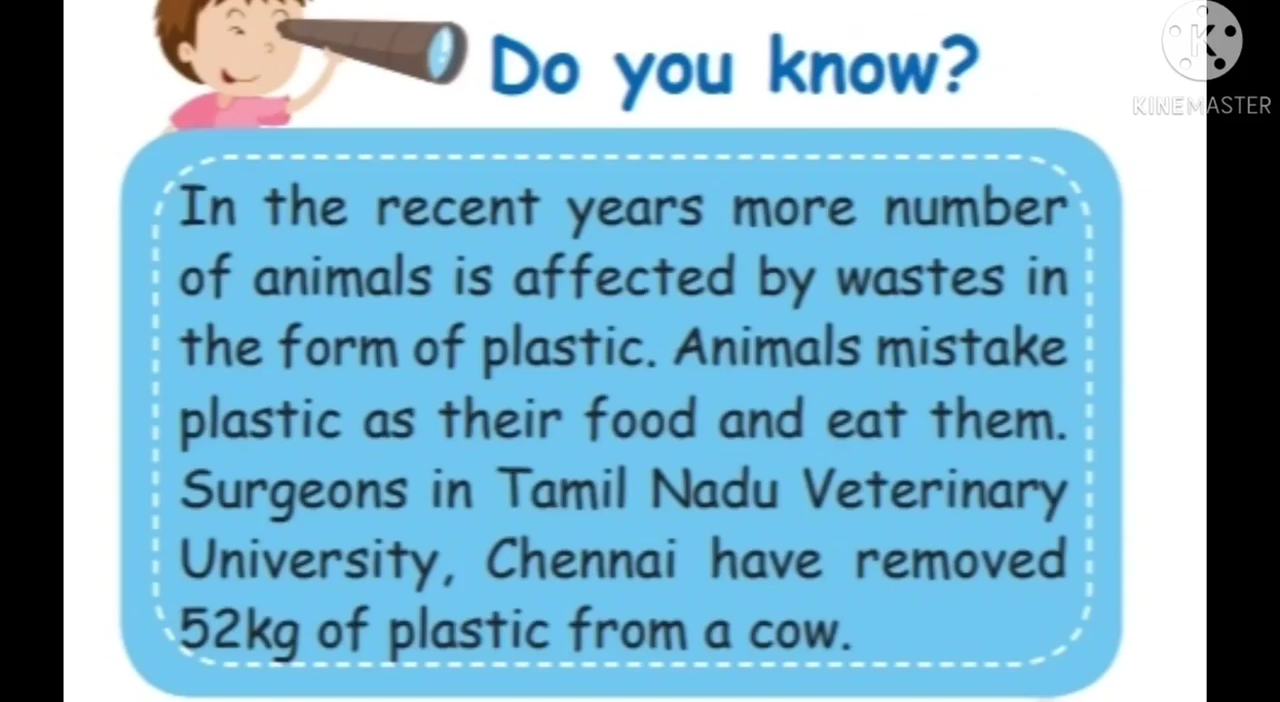 Do you know?
K
KINEMASTER
In the recent years more number
of animals is affected by wastes in
the form of plastic. Animals mistake
plastic as their food and eat them.
Surgeons in Tamil Nadu Veterinary
University, Chennai have removed
52kg of plastic from a cow.